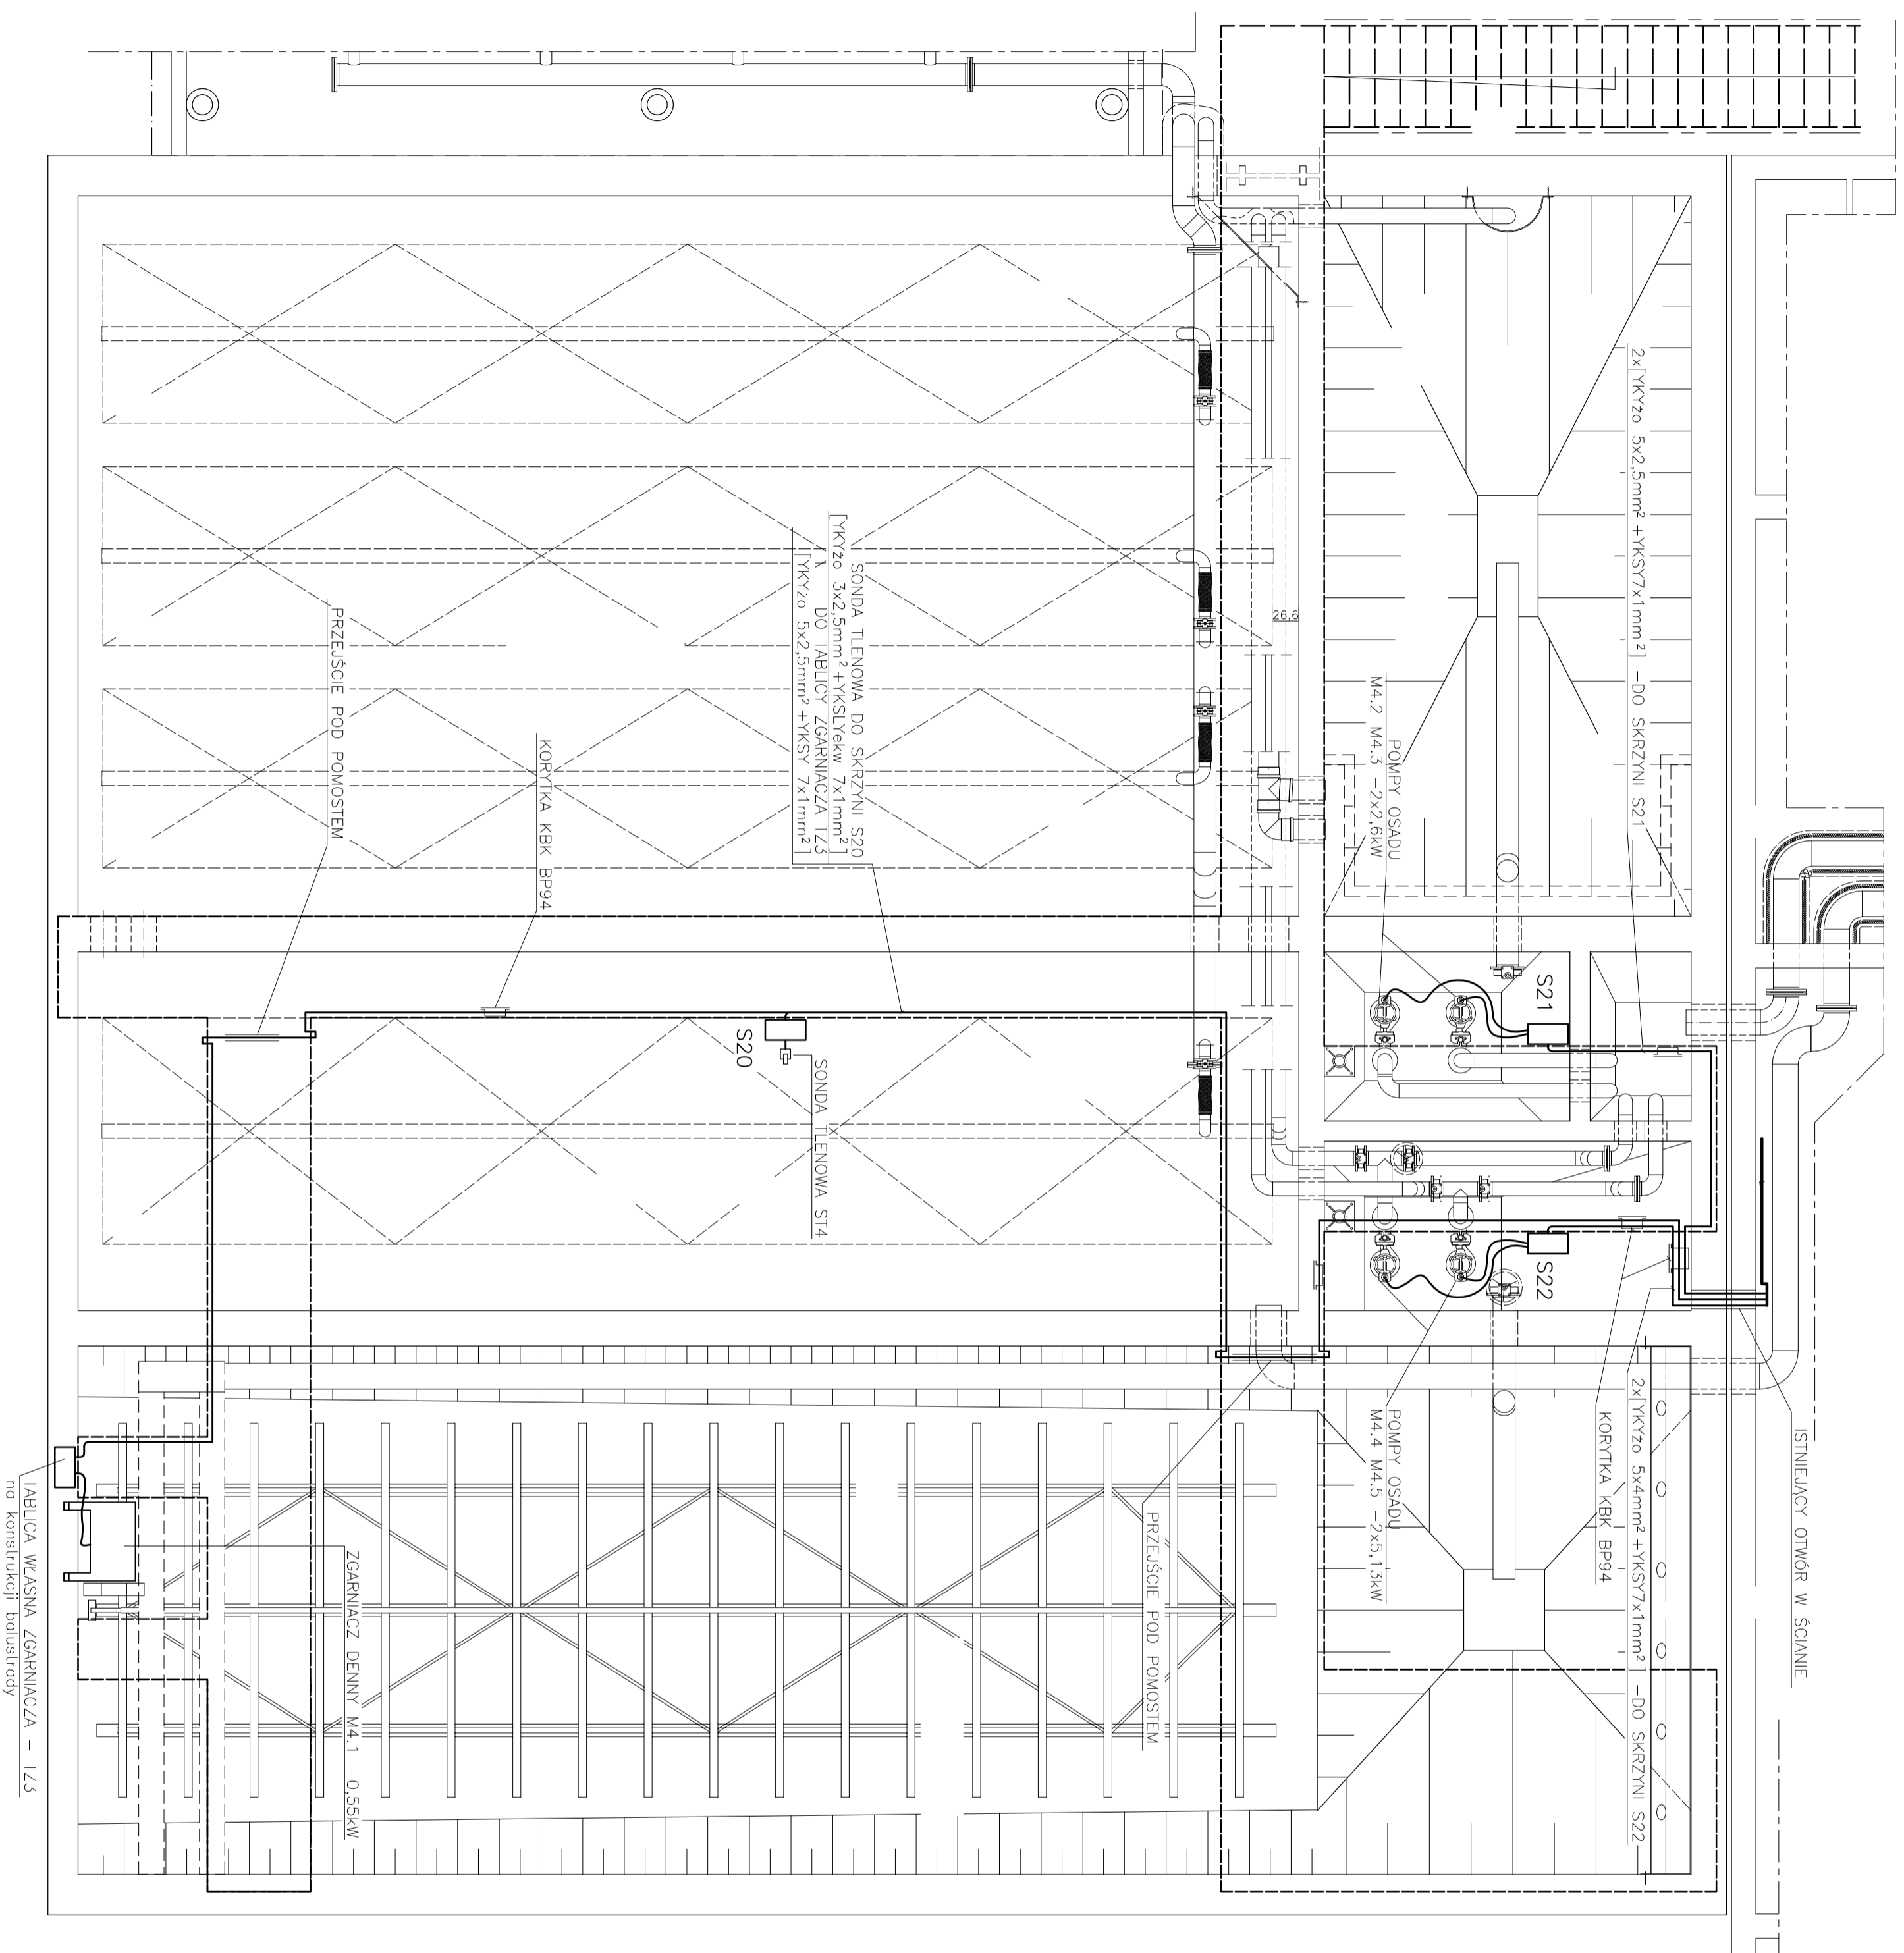 ISTNIEJĄCY OTWÓR W ŚCIANIE
2x[YKYżo 5x2,5mm² +YKSY7x1mm²] –DO SKRZYNI S21
2x[YKYżo 5x4mm² +YKSY7x1mm²] –DO SKRZYNI S22
KORYTKA KBK BP94
S21
S22
POMPY OSADU
M4.2 M4.3 –2x2,6kW
POMPY OSADU
M4.4 M4.5 –2x5,13kW
26,6
PRZEJŚCIE POD POMOSTEM
SONDA TLENOWA DO SKRZYNI S20
[YKYżo 3x2,5mm² +YKSLYekw 7x1mm²]
DO TABLICY ZGARNIACZA TZ3
[YKYżo 5x2,5mm² +YKSY 7x1mm²]
SONDA TLENOWA ST4
S20
KORYTKA KBK BP94
PRZEJŚCIE POD POMOSTEM
ZGARNIACZ DENNY M4.1 –0,55kW
TABLICA WŁASNA ZGARNIACZA – TZ3
na konstrukcji balustrady